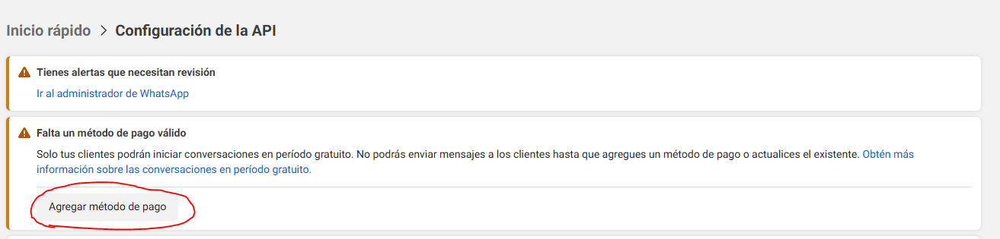 Inicio rápido > Configuración de la API
Tienes alertas que necesitan revisión
Ir al administrador de WhatsApp
Falta un método de pago válido
Solo tus clientes podrán iniciar conversaciones en período gratuito. No podrás enviar mensajes a los clientes hasta que agregues un método de pago o actualices el existente. Obtén más
información sobre las conversaciones en período gratuito.
Agregar método de pago